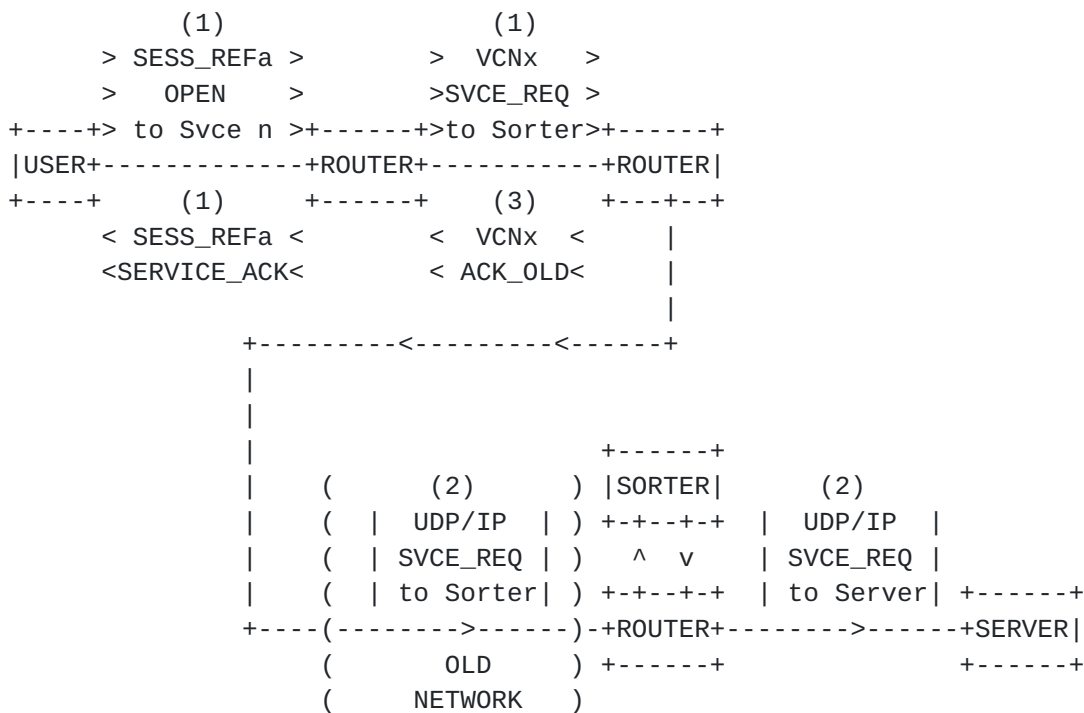 (1)                 (1)
      > SESS_REFa >       >  VCNx   >
      >   OPEN    >       >SVCE_REQ >
+----+> to Svce n >+------+>to Sorter>+------+
|USER+-------------+ROUTER+-----------+ROUTER|
+----+     (1)     +------+    (3)    +---+--+
      < SESS_REFa <       <  VCNx  <      |
      <SERVICE_ACK<       < ACK_OLD<      |
                                          |
               +---------<---------<------+
               |
               |
               |                      +------+
               |    (      (2)      ) |SORTER|      (2)
               |    (  |  UDP/IP  | ) +-+--+-+  |  UDP/IP  |
               |    (  | SVCE_REQ | )   ^  v    | SVCE_REQ |
               |    (  | to Sorter| ) +-+--+-+  | to Server| +------+
               +----(-------->------)-+ROUTER+-------->------+SERVER|
                    (       OLD     ) +------+               +------+
                    (     NETWORK   )